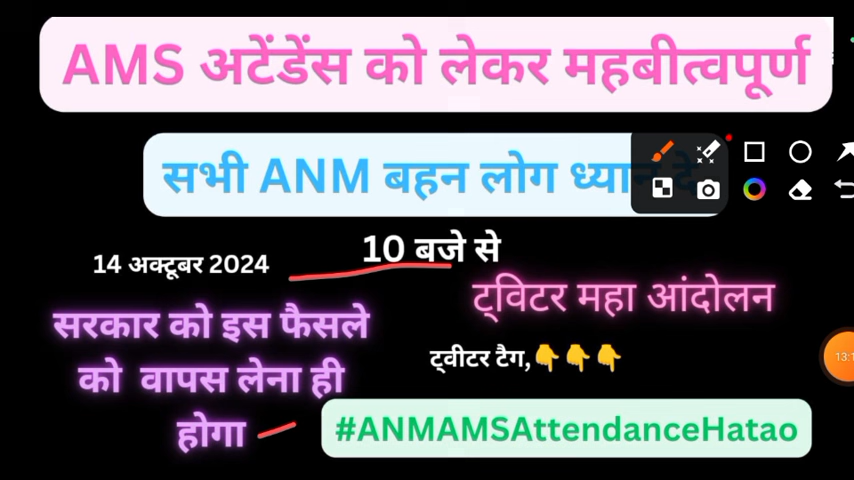 AMS अटेंडेंस को लेकर महबीत्वपूर्ण
सभी ANM बहन लोग ध्यान दे
14 अक्टूबर 2024
10 बजे से
ट्विटर महा आंदोलन
सरकार को इस फैसले
को वापस लेना ही
होगा
ट्वीटर टैग,👇👇👇
#ANMAMSAttendanceHatao